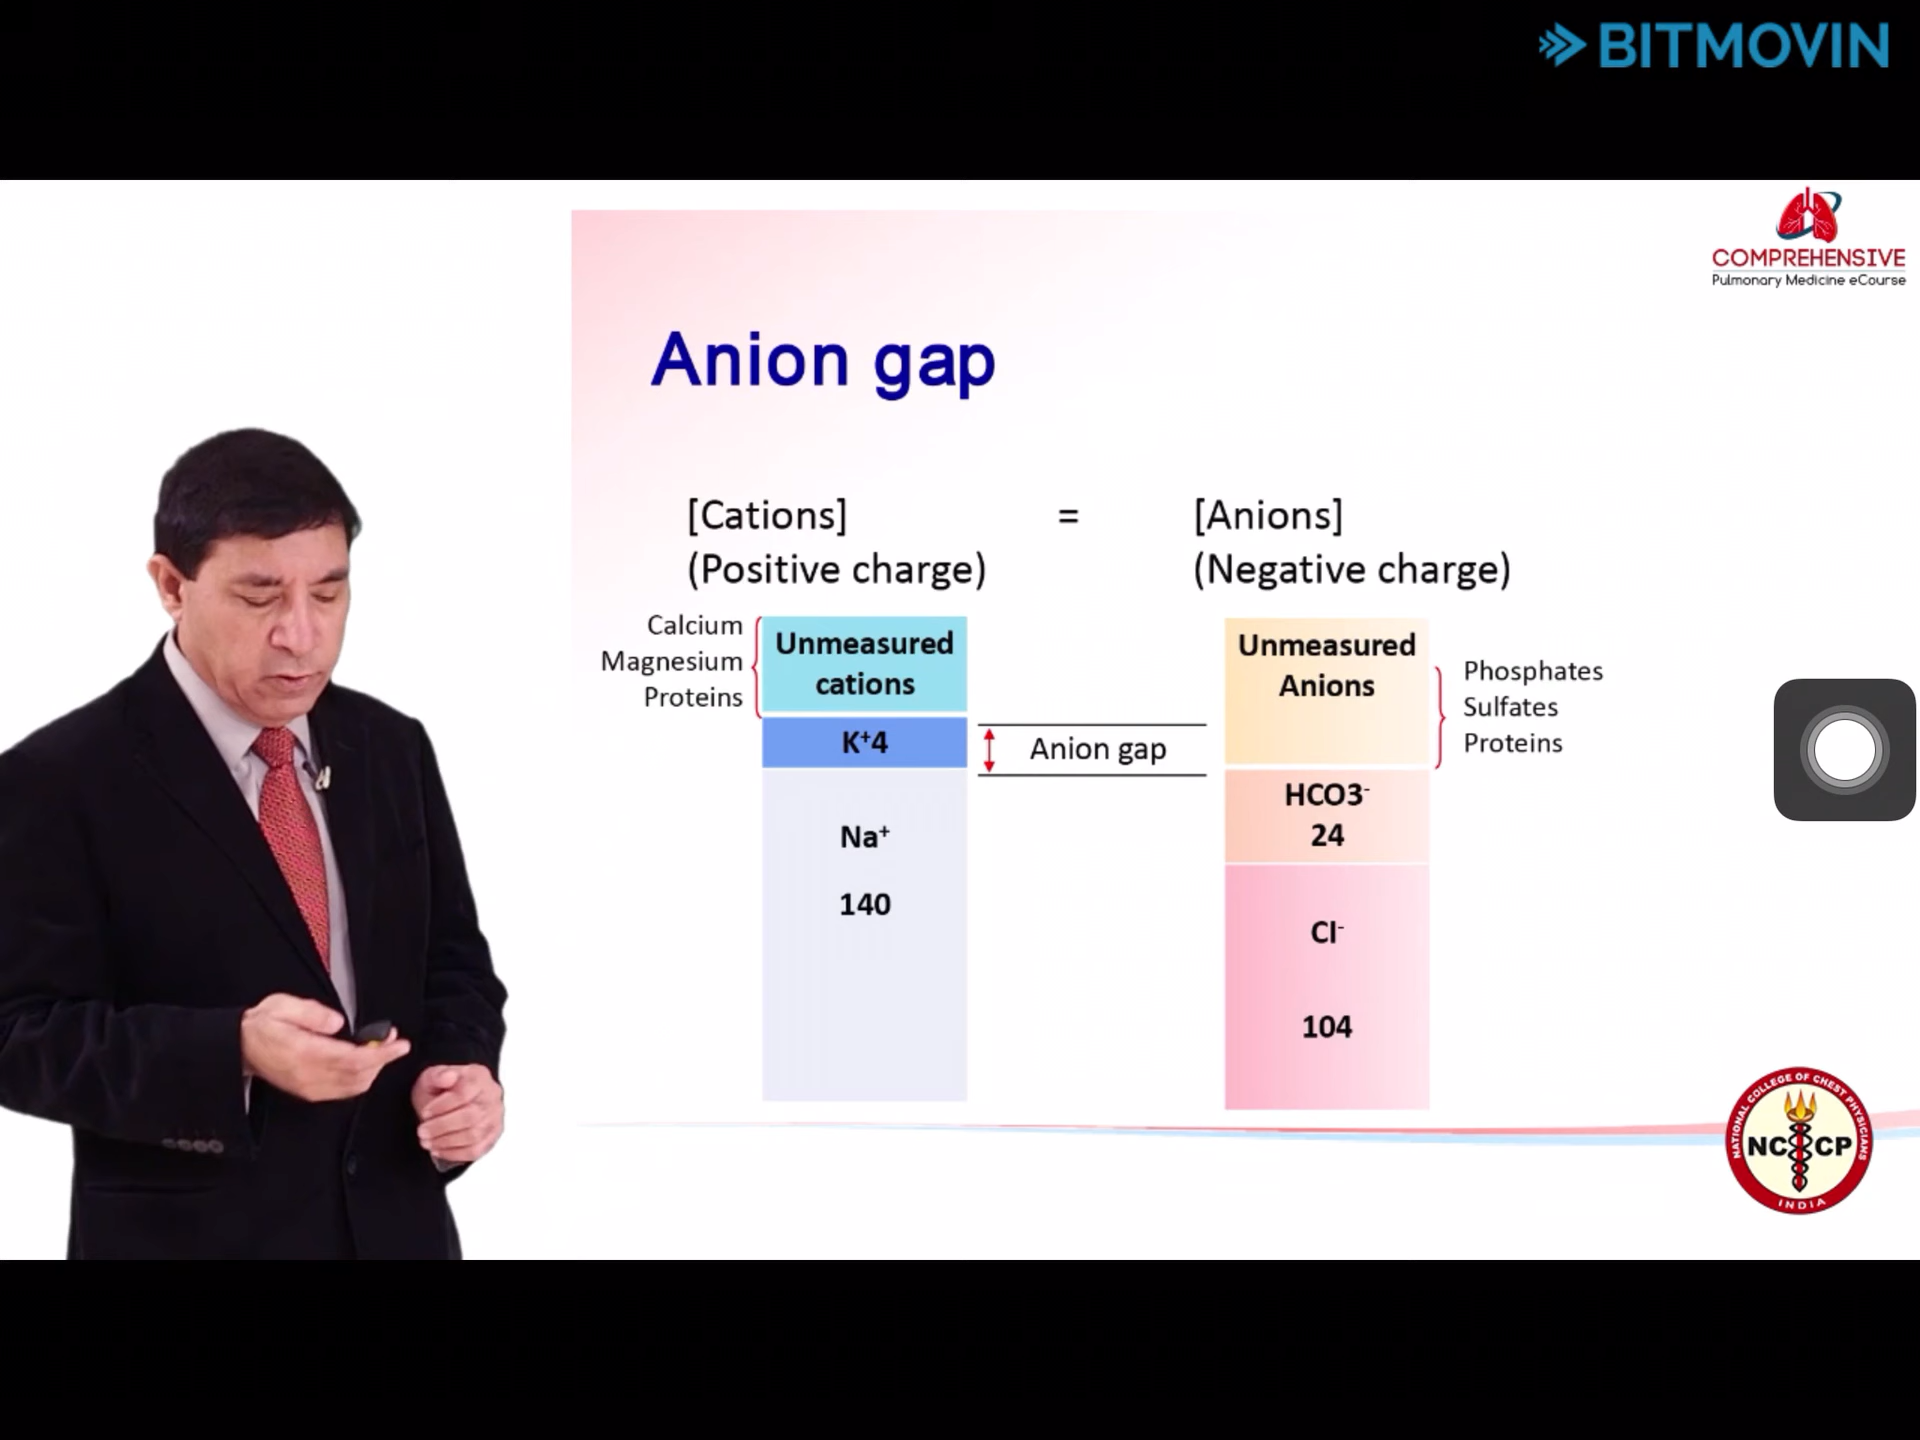 BITMOVIN
COMPREHENSIVE
Pulmonary Medicine eCourse
Anion gap
[Cations] = [Anions]
(Positive charge) (Negative charge)
Calcium
Magnesium
Proteins
Unmeasured
cations
K⁺4
Na⁺
140
Anion gap
Unmeasured
Anions
HCO3⁻
24
Cl⁻
104
Phosphates
Sulfates
Proteins
NATIONAL COLLEGE OF CHEST PHYSICIANS
NCCP
INDIA